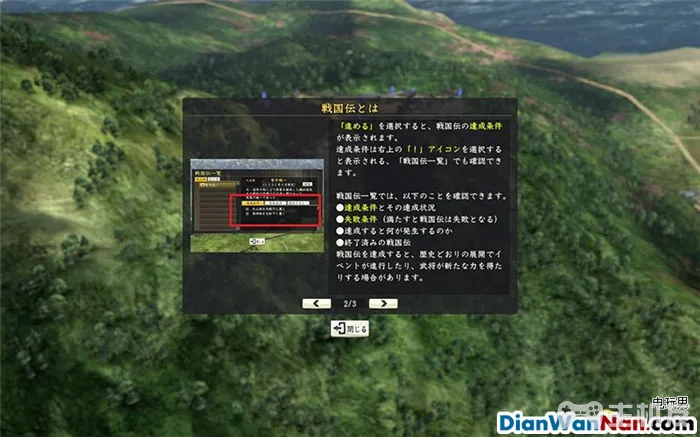 戦国伝とは
「進める」を選択すると、戦国伝の達成条件
が表示されます。
達成条件は右上の「！」アイコンを選択す
ると表示される、「戦国伝一覧」でも確認でき
ます。
戦国伝一覧では、以下のことを確認できます。
●達成条件とその達成状況
●失敗条件（満たすと戦国伝は失敗となる）
●達成すると何が発生するのか
●終了済みの戦国伝
戦国伝を達成すると、歴史どおりの展開でイ
ベントが進行したり、武将が新たな力を得た
りする場合があります。
戦国伝一覧
2/3
閉じる
电玩男
DianWanNan.com